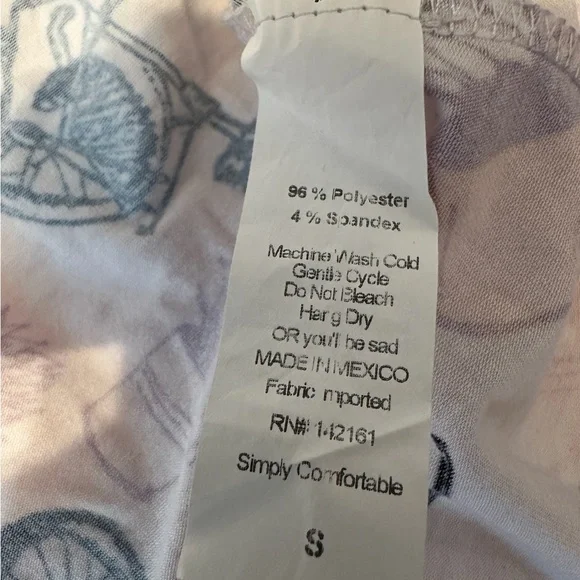 96 % Polyester
4 % Spandex
Machine Wash Cold
Gentle Cycle
Do Not Bleach
Hang Dry
OR you'll be sad
MADE IN MEXICO
Fabric imported
RN#: 142161
Simply Comfortable
S